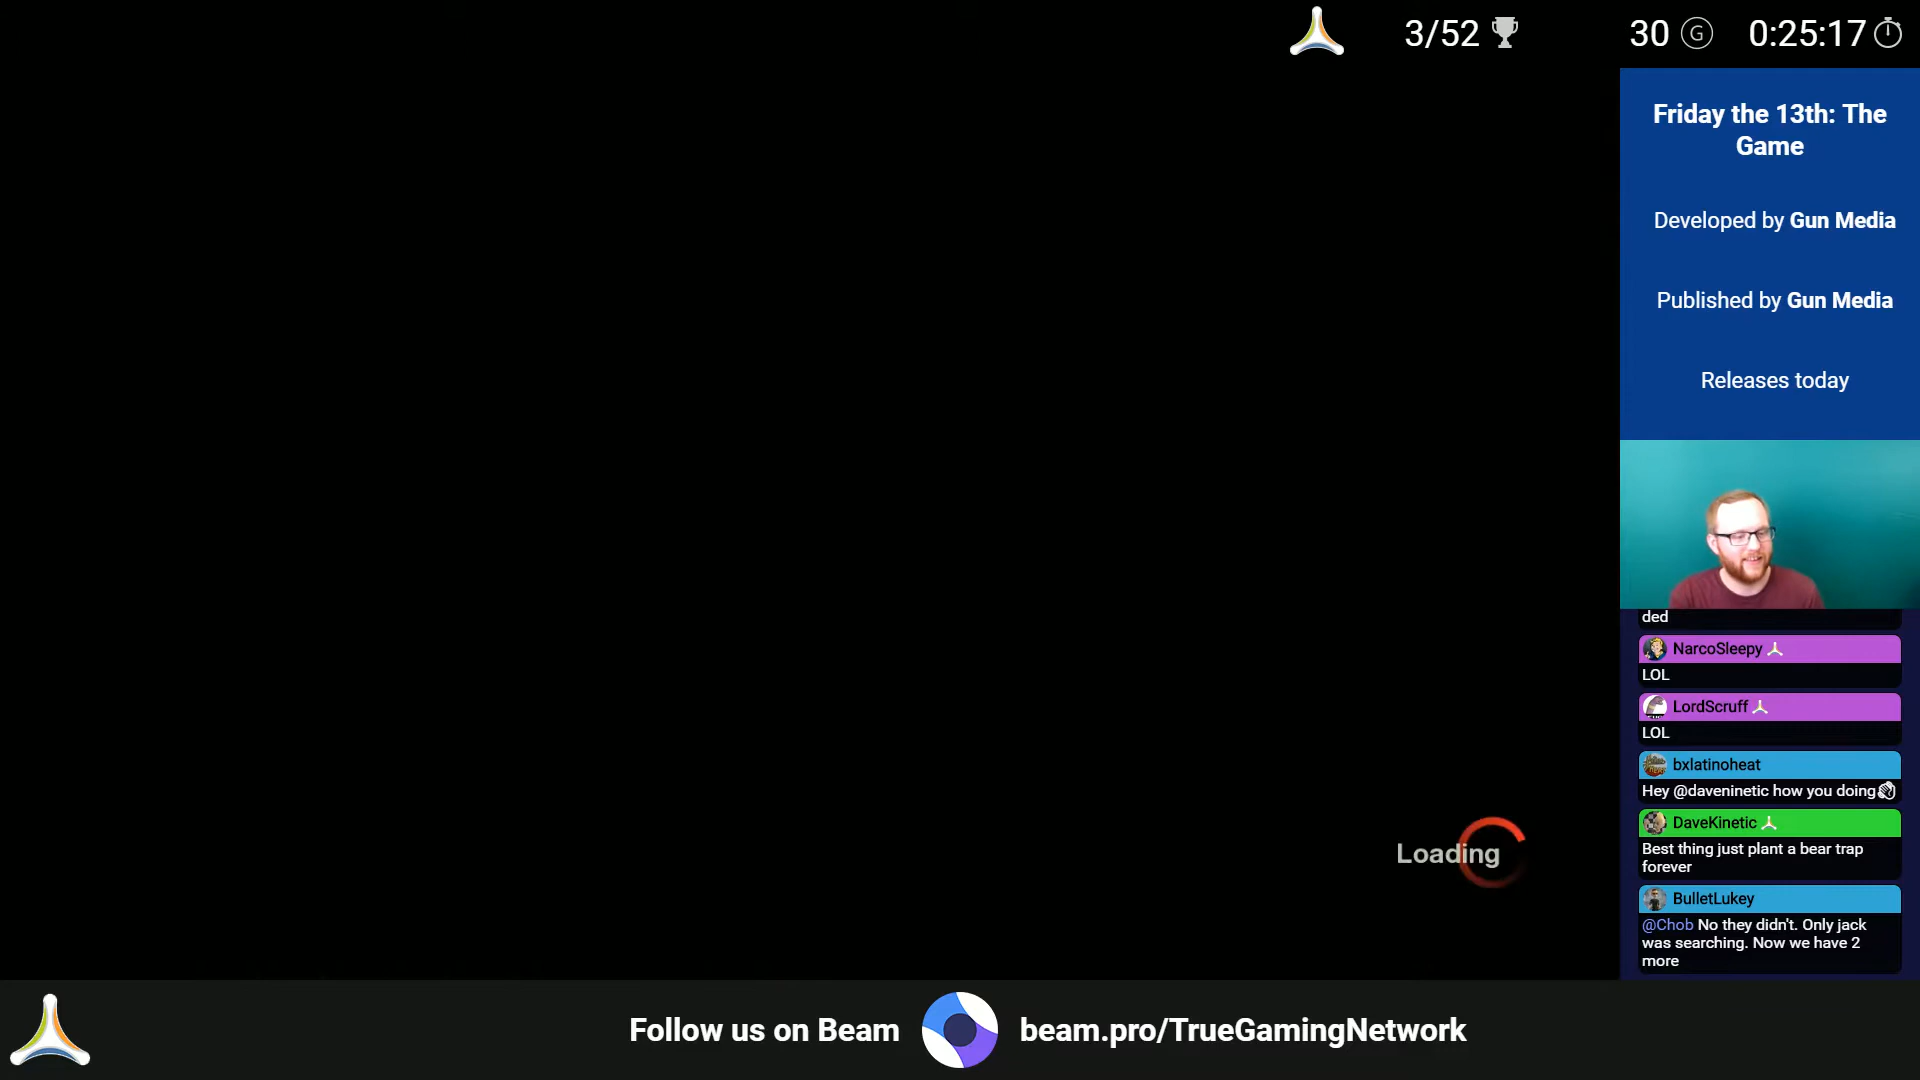 3/52
30 G 0:25:17
Friday the 13th: The
Game
Developed by Gun Media
Published by Gun Media
Releases today
ded
NarcoSleepy
LOL
LordScruff
LOL
bxlatinoheat
Hey @daveninetic how you doing
DaveKinetic
Best thing just plant a bear trap
forever
BulletLukey
@Chob No they didn't. Only jack
was searching. Now we have 2
more
Loading
Follow us on Beam beam.pro/TrueGamingNetwork